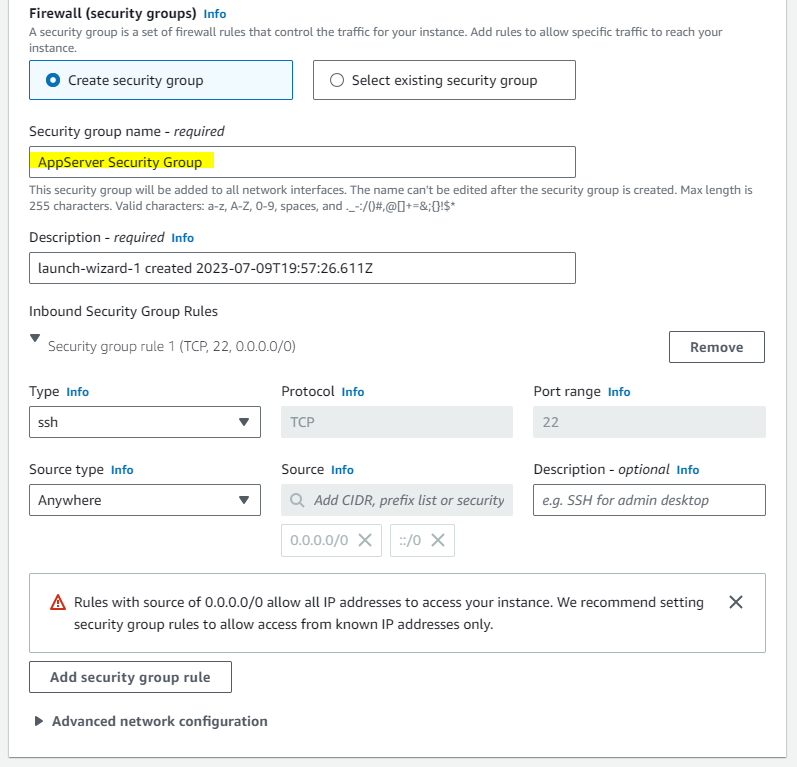 Firewall (security groups) Info
A security group is a set of firewall rules that control the traffic for your instance. Add rules to allow specific traffic to reach your
instance.
Create security group
Select existing security group
Security group name - required
AppServer Security Group
This security group will be added to all network interfaces. The name can't be edited after the security group is created. Max length is
255 characters. Valid characters: a-z, A-Z, 0-9, spaces, and ._-:/()#,@[]+=&;{}!$*
Description - required Info
launch-wizard-1 created 2023-07-09T19:57:26.611Z
Inbound Security Group Rules
Security group rule 1 (TCP, 22, 0.0.0.0/0)
Remove
Type Info
Protocol Info
Port range Info
ssh
TCP
22
Source type Info
Source Info
Description - optional Info
Anywhere
Add CIDR, prefix list or security
e.g. SSH for admin desktop
0.0.0.0/0
::/0
Rules with source of 0.0.0.0/0 allow all IP addresses to access your instance. We recommend setting
security group rules to allow access from known IP addresses only.
Add security group rule
Advanced network configuration